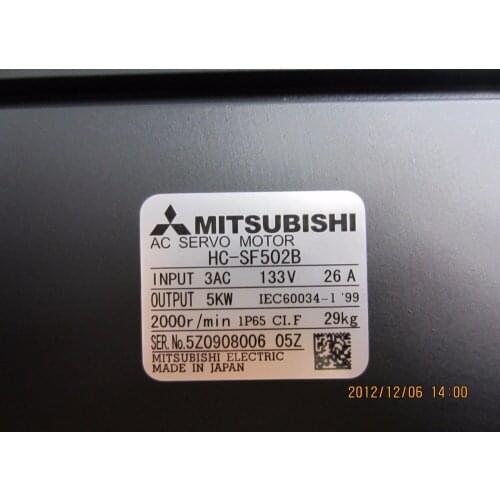 MITSUBISHI
AC SERVO MOTOR
HC-SF502B
INPUT 3AC 133V 26 A
OUTPUT 5KW IEC60034-1 '99
2000r/min 1P65 CI.F 29kg
SER.No.5Z0908006 05Z
MITSUBISHI ELECTRIC
MADE IN JAPAN
2012/12/06 14:00